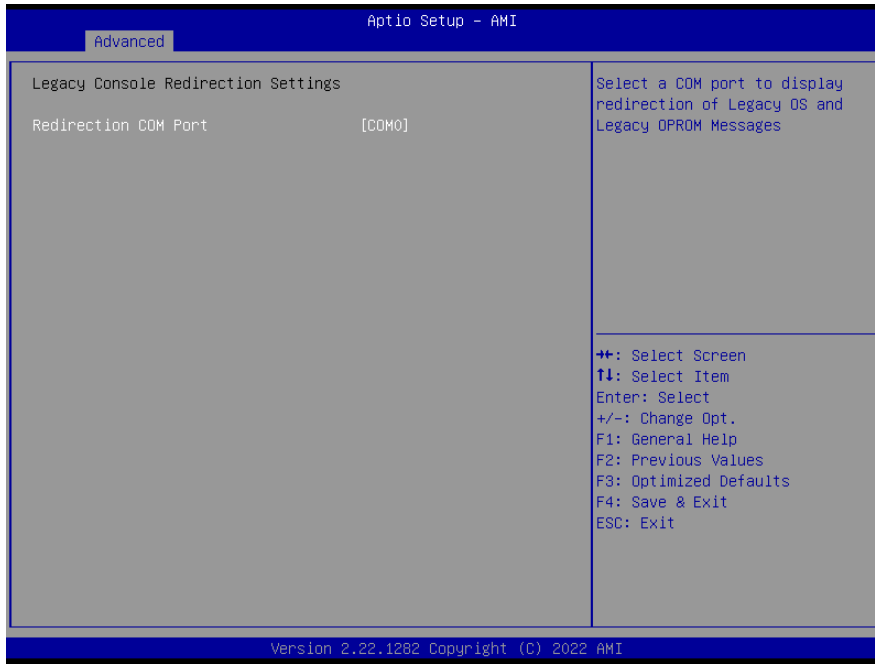 Aptio Setup – AMI
Advanced
Legacy Console Redirection Settings
Redirection COM Port [COM0]
Select a COM port to display
redirection of Legacy OS and
Legacy OPROM Messages
→←: Select Screen
↑↓: Select Item
Enter: Select
+/-: Change Opt.
F1: General Help
F2: Previous Values
F3: Optimized Defaults
F4: Save & Exit
ESC: Exit
Version 2.22.1282 Copyright (C) 2022 AMI